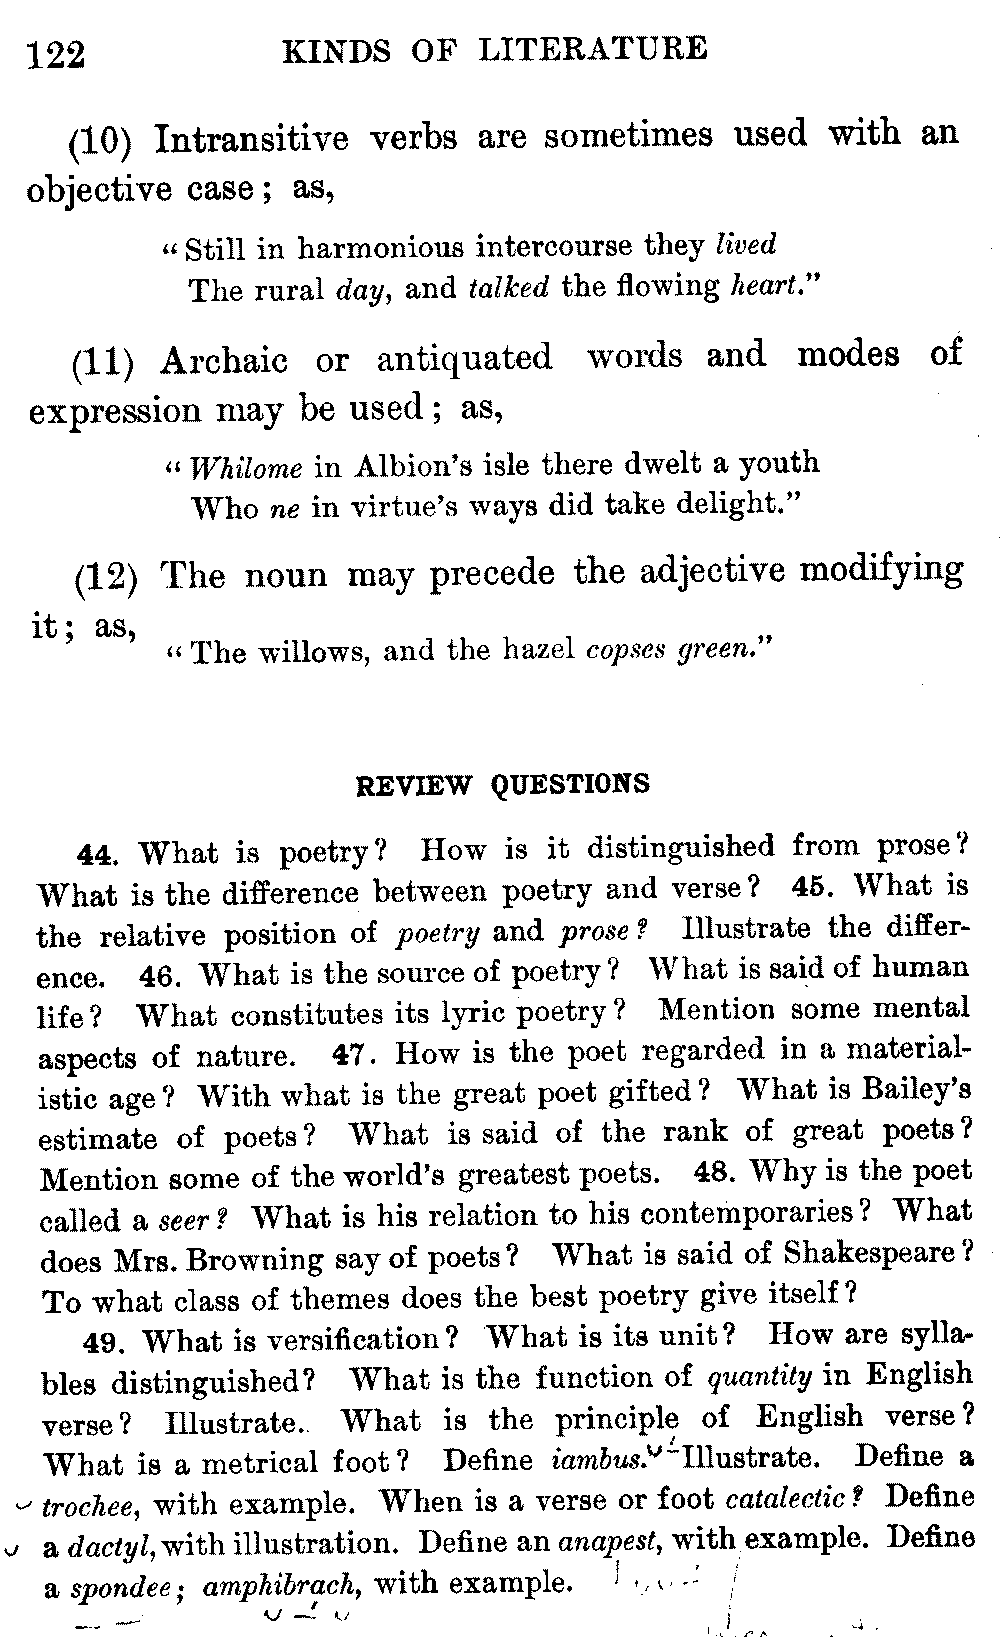 122 KINDS OF LITERATURE
(10) Intransitive verbs are sometimes used with an
objective case; as,
“Still in harmonious intercourse they lived
The rural day, and talked the flowing heart.”
(11) Archaic or antiquated words and modes of
expression may be used; as,
“Whilome in Albion's isle there dwelt a youth
Who ne in virtue's ways did take delight.”
(12) The noun may precede the adjective modifying
it; as,
“The willows, and the hazel copses green.”
REVIEW QUESTIONS
44. What is poetry? How is it distinguished from prose?
What is the difference between poetry and verse? 45. What is
the relative position of poetry and prose? Illustrate the differ-
ence. 46. What is the source of poetry? What is said of human
life? What constitutes its lyric poetry? Mention some mental
aspects of nature. 47. How is the poet regarded in a material-
istic age? With what is the great poet gifted? What is Bailey's
estimate of poets? What is said of the rank of great poets?
Mention some of the world's greatest poets. 48. Why is the poet
called a seer? What is his relation to his contemporaries? What
does Mrs. Browning say of poets? What is said of Shakespeare?
To what class of themes does the best poetry give itself?
49. What is versification? What is its unit? How are sylla-
bles distinguished? What is the function of quantity in English
verse? Illustrate. What is the principle of English verse?
What is a metrical foot? Define iambus. Illustrate. Define a
trochee, with example. When is a verse or foot catalectic? Define
a dactyl, with illustration. Define an anapest, with example. Define
a spondee; amphibrach, with example.